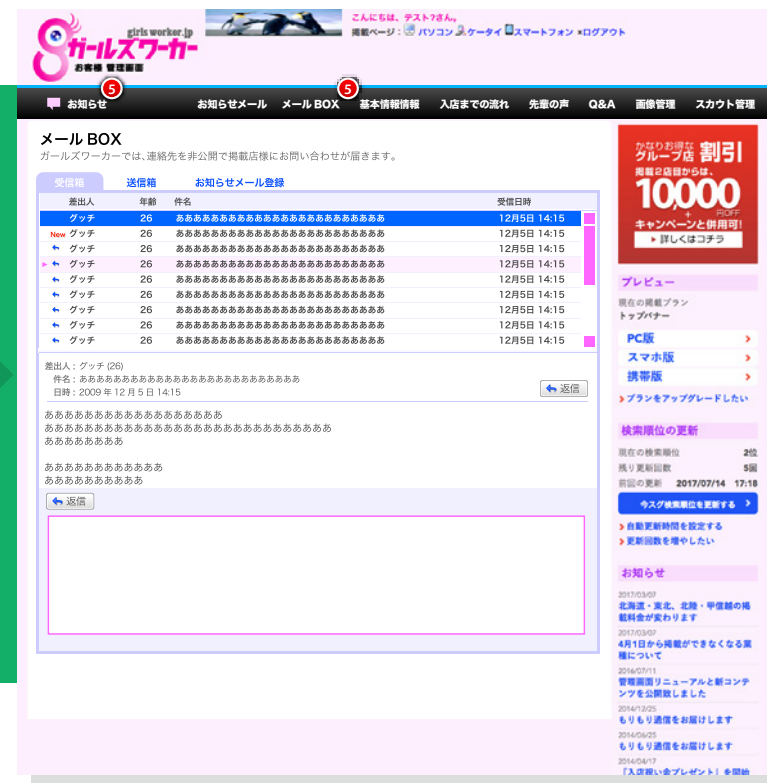 girls worker.jp
ガールズワーカー
お客様 管理画面
こんにちは、テスト?さん。
掲載ページ：パソコン ケータイ スマートフォン ×ログアウト
5
5
お知らせ お知らせメール メールBOX 基本情報情報 入店までの流れ 先輩の声 Q&A 画像管理 スカウト管理
メールBOX
ガールズワーカーでは、連絡先を非公開で掲載店様にお問い合わせが届きます。
受信箱 送信箱 お知らせメール登録
差出人 年齢 件名 受信日時
グッチ 26 ああああああああああああああああああああああああ 12月5日 14:15
New グッチ 26 ああああああああああああああああああああああああ 12月5日 14:15
グッチ 26 ああああああああああああああああああああああああ 12月5日 14:15
グッチ 26 ああああああああああああああああああああああああ 12月5日 14:15
グッチ 26 ああああああああああああああああああああああああ 12月5日 14:15
グッチ 26 ああああああああああああああああああああああああ 12月5日 14:15
グッチ 26 ああああああああああああああああああああああああ 12月5日 14:15
グッチ 26 ああああああああああああああああああああああああ 12月5日 14:15
グッチ 26 ああああああああああああああああああああああああ 12月5日 14:15
差出人：グッチ (26)
件名：ああああああああああああああああああああああああああ
日時：2009 年 12 月 5 日 14:15
返信
ああああああああああああああああああ
あああああああああああああああああああああああああああああ
ああああああああ
ああああああああああああ
ああああああああああ
返信
かなりお得な
グループ店 割引
掲載2店目からは、
10,000
円OFF
+
キャンペーンと併用可!
詳しくはコチラ
プレビュー
現在の掲載プラン
トップバナー
PC版
スマホ版
携帯版
プランをアップグレードしたい
検索順位の更新
現在の検索順位 2位
残り更新回数 5回
前回の更新 2017/07/14 17:18
今スグ検索順位を更新する
自動更新時間を設定する
更新回数を増やしたい
お知らせ
2017/03/07
北海道・東北、北陸・甲信越の掲
載料金が変わります
2017/03/07
4月1日から掲載ができなくなる業
種について
2016/07/11
管理画面リニューアルと新コンテ
ンツを公開致しました
2014/12/25
もりもり通信をお届けします
2014/06/25
もりもり通信をお届けします
2014/04/17
「入店祝い金プレゼント」を開始